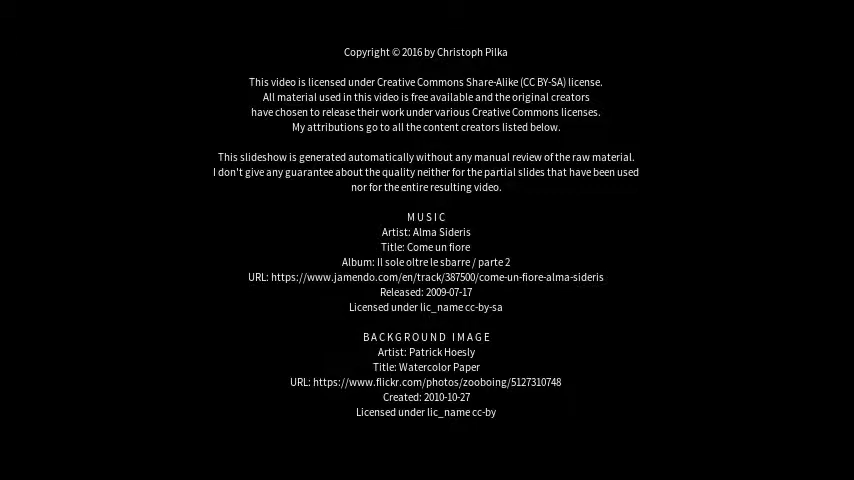 Copyright © 2016 by Christoph Pilka
This video is licensed under Creative Commons Share-Alike (CC BY-SA) license.
All material used in this video is free available and the original creators
have chosen to release their work under various Creative Commons licenses.
My attributions go to all the content creators listed below.
This slideshow is generated automatically without any manual review of the raw material.
I don't give any guarantee about the quality neither for the partial slides that have been used
nor for the entire resulting video.
M U S I C
Artist: Alma Sideris
Title: Come un fiore
Album: Il sole oltre le sbarre / parte 2
URL: https://www.jamendo.com/en/track/387500/come-un-fiore-alma-sideris
Released: 2009-07-17
Licensed under lic_name cc-by-sa
B A C K G R O U N D   I M A G E
Artist: Patrick Hoesly
Title: Watercolor Paper
URL: https://www.flickr.com/photos/zooboing/5127310748
Created: 2010-10-27
Licensed under lic_name cc-by